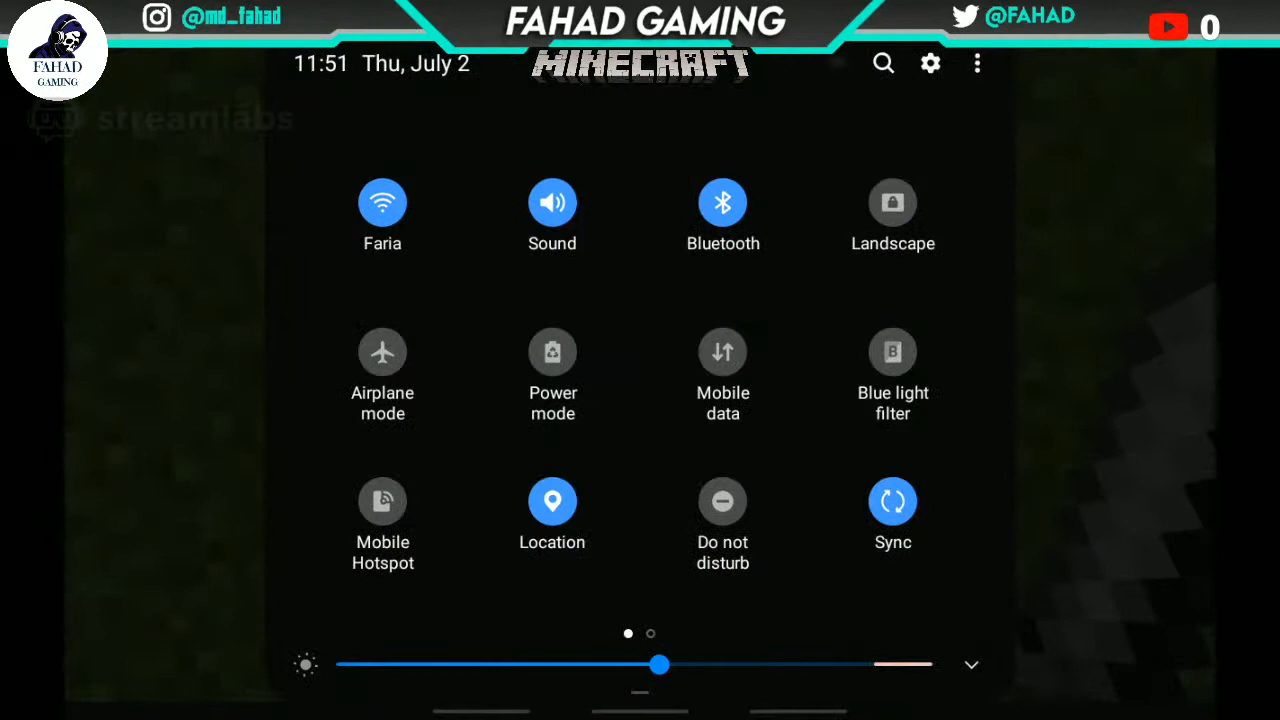 @md_fahad
FAHAD GAMING
@FAHAD
0
FAHAD
GAMING
11:51 Thu, July 2
MINECRAFT
streamlabs
Faria
Sound
Bluetooth
Landscape
Airplane
mode
Power
mode
Mobile
data
Blue light
filter
Mobile
Hotspot
Location
Do not
disturb
Sync